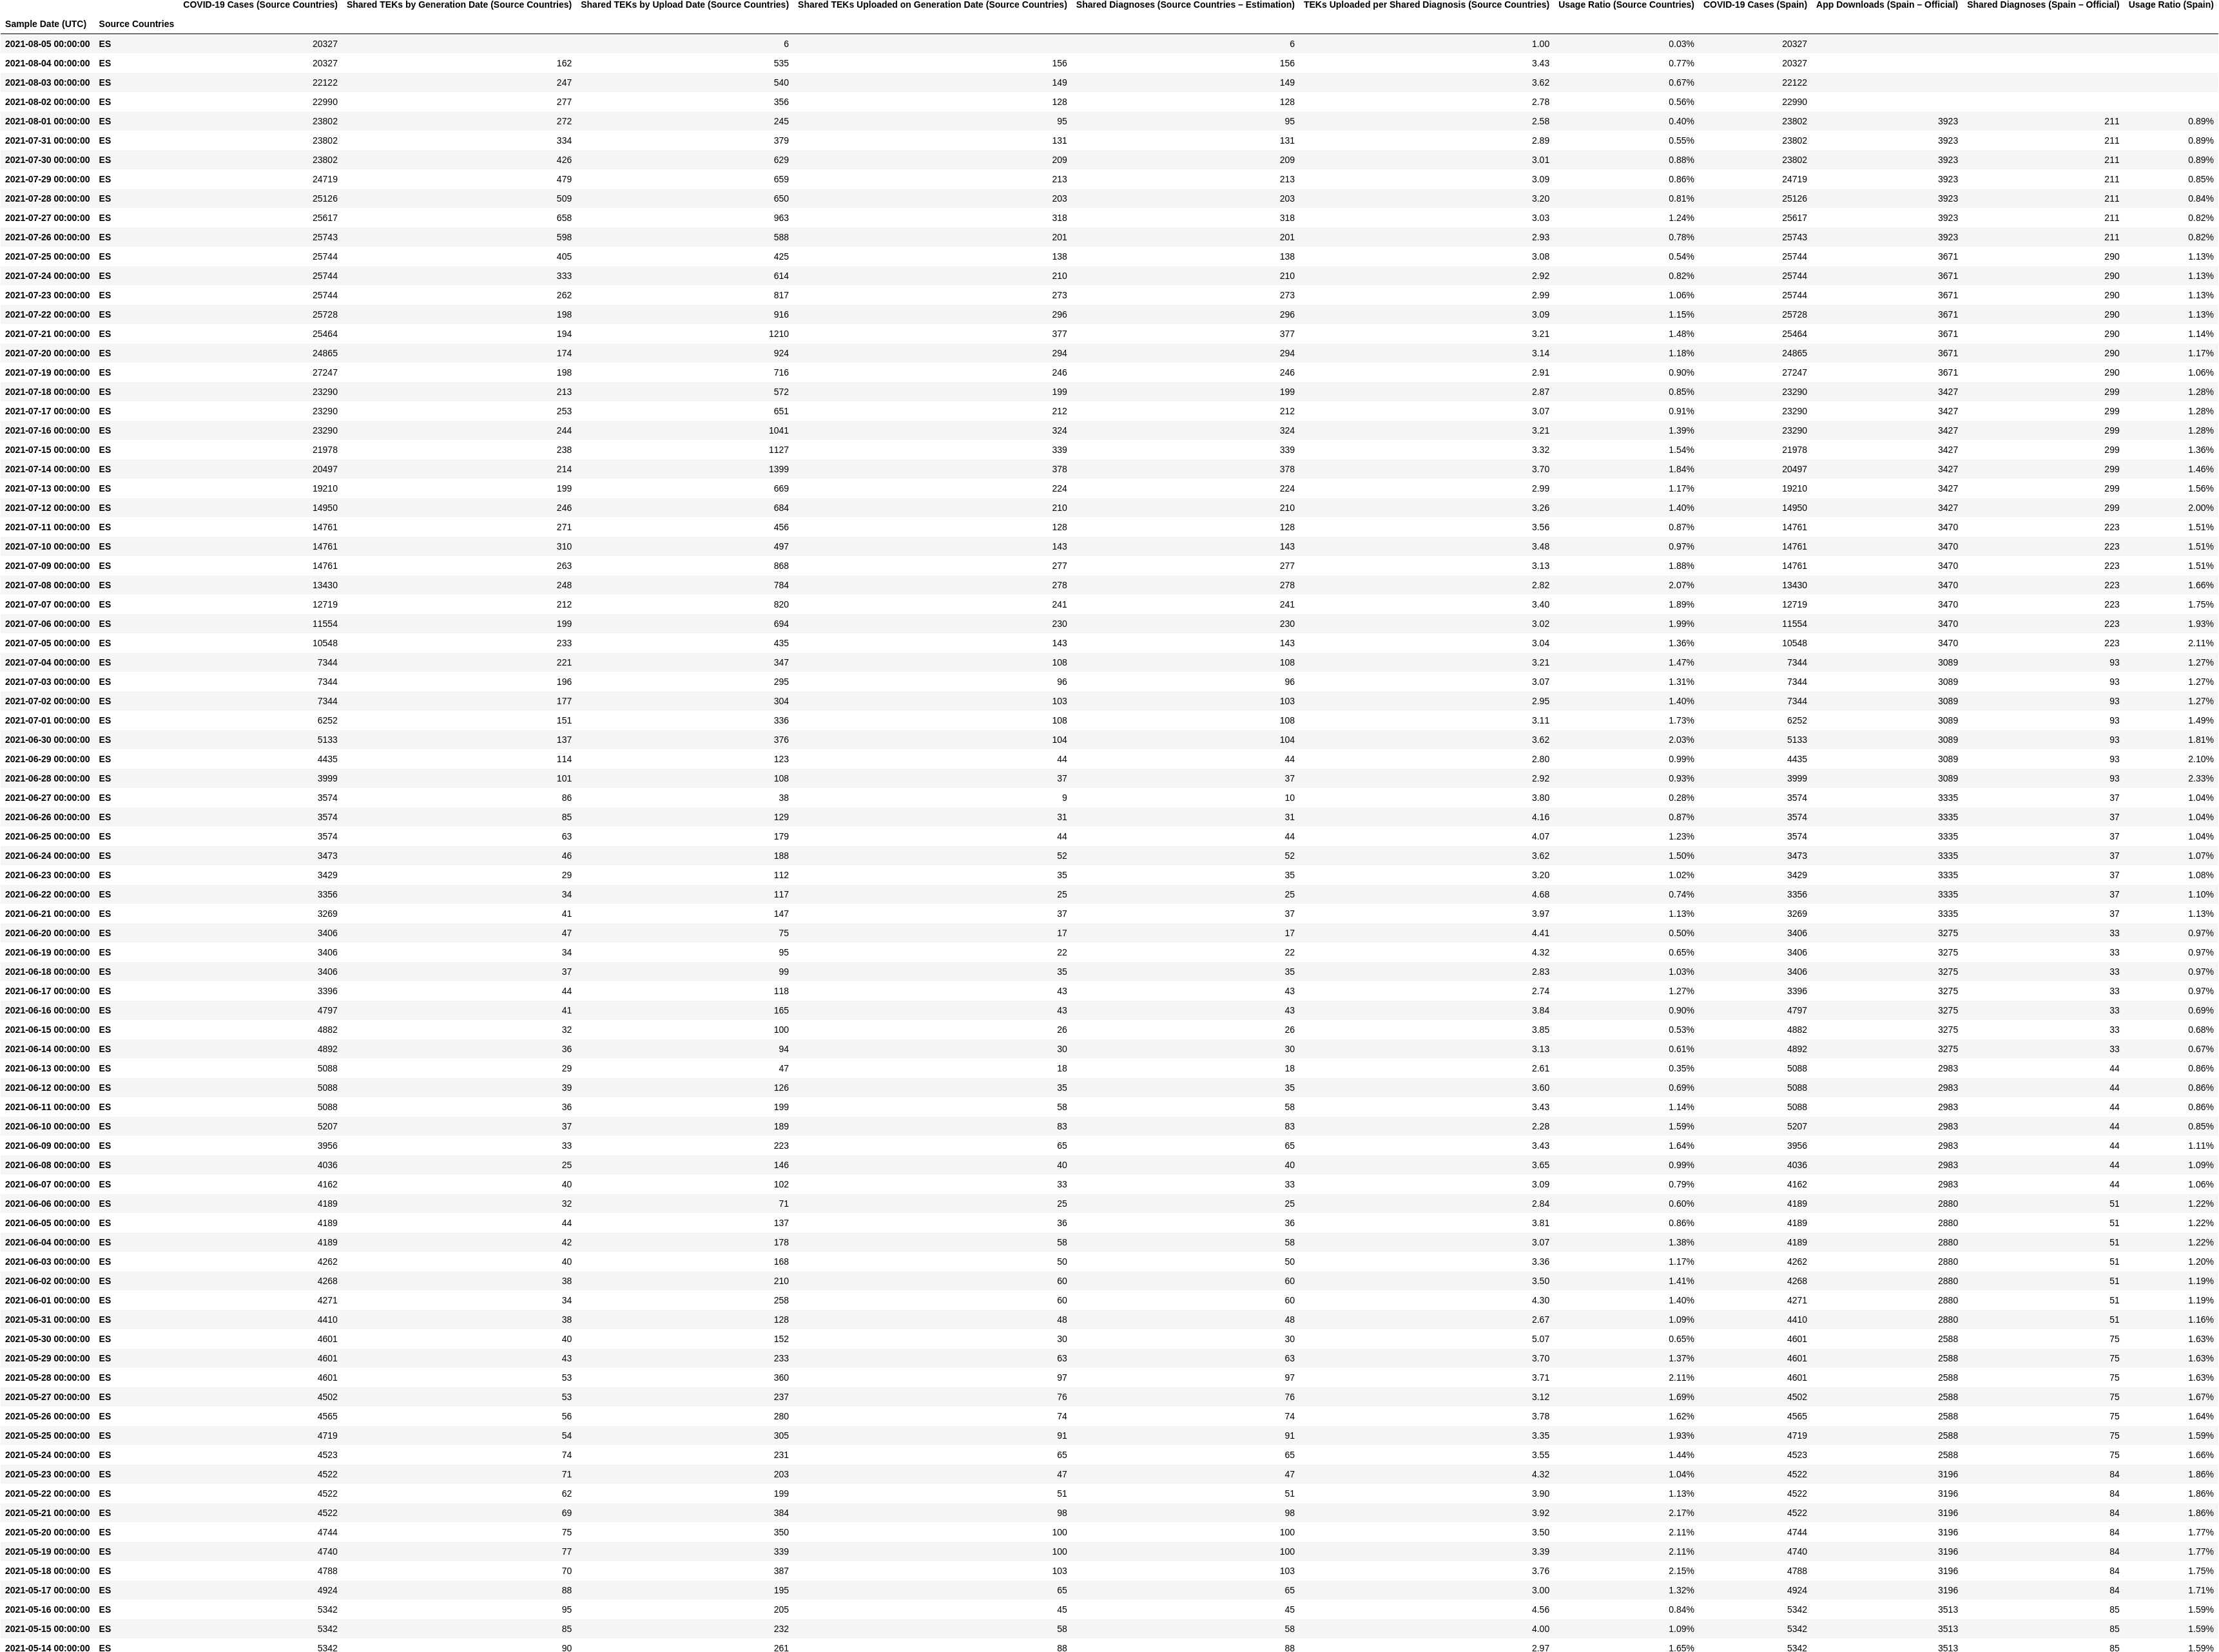 COVID-19 Cases (Source Countries) Shared TEKs by Generation Date (Source Countries) Shared TEKs by Upload Date (Source Countries) Shared TEKs Uploaded on Generation Date (Source Countries) Shared Diagnoses (Source Countries – Estimation) TEKs Uploaded per Shared Diagnosis (Source Countries) Usage Ratio (Source Countries) COVID-19 Cases (Spain) App Downloads (Spain – Official) Shared Diagnoses (Spain – Official) Usage Ratio (Spain)
Sample Date (UTC) Source Countries
2021-08-05 00:00:00 ES 20327 6 6 1.00 0.03% 20327
2021-08-04 00:00:00 ES 20327 162 535 156 156 3.43 0.77% 20327
2021-08-03 00:00:00 ES 22122 247 540 149 149 3.62 0.67% 22122
2021-08-02 00:00:00 ES 22990 277 356 128 128 2.78 0.56% 22990
2021-08-01 00:00:00 ES 23802 272 245 95 95 2.58 0.40% 23802 3923 211 0.89%
2021-07-31 00:00:00 ES 23802 334 379 131 131 2.89 0.55% 23802 3923 211 0.89%
2021-07-30 00:00:00 ES 23802 426 629 209 209 3.01 0.88% 23802 3923 211 0.89%
2021-07-29 00:00:00 ES 24719 479 659 213 213 3.09 0.86% 24719 3923 211 0.85%
2021-07-28 00:00:00 ES 25126 509 650 203 203 3.20 0.81% 25126 3923 211 0.84%
2021-07-27 00:00:00 ES 25617 658 963 318 318 3.03 1.24% 25617 3923 211 0.82%
2021-07-26 00:00:00 ES 25743 598 588 201 201 2.93 0.78% 25743 3923 211 0.82%
2021-07-25 00:00:00 ES 25744 405 425 138 138 3.08 0.54% 25744 3671 290 1.13%
2021-07-24 00:00:00 ES 25744 333 614 210 210 2.92 0.82% 25744 3671 290 1.13%
2021-07-23 00:00:00 ES 25744 262 817 273 273 2.99 1.06% 25744 3671 290 1.13%
2021-07-22 00:00:00 ES 25728 198 916 296 296 3.09 1.15% 25728 3671 290 1.13%
2021-07-21 00:00:00 ES 25464 194 1210 377 377 3.21 1.48% 25464 3671 290 1.14%
2021-07-20 00:00:00 ES 24865 174 924 294 294 3.14 1.18% 24865 3671 290 1.17%
2021-07-19 00:00:00 ES 27247 198 716 246 246 2.91 0.90% 27247 3671 290 1.06%
2021-07-18 00:00:00 ES 23290 213 572 199 199 2.87 0.85% 23290 3427 299 1.28%
2021-07-17 00:00:00 ES 23290 253 651 212 212 3.07 0.91% 23290 3427 299 1.28%
2021-07-16 00:00:00 ES 23290 244 1041 324 324 3.21 1.39% 23290 3427 299 1.28%
2021-07-15 00:00:00 ES 21978 238 1127 339 339 3.32 1.54% 21978 3427 299 1.36%
2021-07-14 00:00:00 ES 20497 214 1399 378 378 3.70 1.84% 20497 3427 299 1.46%
2021-07-13 00:00:00 ES 19210 199 669 224 224 2.99 1.17% 19210 3427 299 1.56%
2021-07-12 00:00:00 ES 14950 246 684 210 210 3.26 1.40% 14950 3427 299 2.00%
2021-07-11 00:00:00 ES 14761 271 456 128 128 3.56 0.87% 14761 3470 223 1.51%
2021-07-10 00:00:00 ES 14761 310 497 143 143 3.48 0.97% 14761 3470 223 1.51%
2021-07-09 00:00:00 ES 14761 263 868 277 277 3.13 1.88% 14761 3470 223 1.51%
2021-07-08 00:00:00 ES 13430 248 784 278 278 2.82 2.07% 13430 3470 223 1.66%
2021-07-07 00:00:00 ES 12719 212 820 241 241 3.40 1.89% 12719 3470 223 1.75%
2021-07-06 00:00:00 ES 11554 199 694 230 230 3.02 1.99% 11554 3470 223 1.93%
2021-07-05 00:00:00 ES 10548 233 435 143 143 3.04 1.36% 10548 3470 223 2.11%
2021-07-04 00:00:00 ES 7344 221 347 108 108 3.21 1.47% 7344 3089 93 1.27%
2021-07-03 00:00:00 ES 7344 196 295 96 96 3.07 1.31% 7344 3089 93 1.27%
2021-07-02 00:00:00 ES 7344 177 304 103 103 2.95 1.40% 7344 3089 93 1.27%
2021-07-01 00:00:00 ES 6252 151 336 108 108 3.11 1.73% 6252 3089 93 1.49%
2021-06-30 00:00:00 ES 5133 137 376 104 104 3.62 2.03% 5133 3089 93 1.81%
2021-06-29 00:00:00 ES 4435 114 123 44 44 2.80 0.99% 4435 3089 93 2.10%
2021-06-28 00:00:00 ES 3999 101 108 37 37 2.92 0.93% 3999 3089 93 2.33%
2021-06-27 00:00:00 ES 3574 86 38 9 10 3.80 0.28% 3574 3335 37 1.04%
2021-06-26 00:00:00 ES 3574 85 129 31 31 4.16 0.87% 3574 3335 37 1.04%
2021-06-25 00:00:00 ES 3574 63 179 44 44 4.07 1.23% 3574 3335 37 1.04%
2021-06-24 00:00:00 ES 3473 46 188 52 52 3.62 1.50% 3473 3335 37 1.07%
2021-06-23 00:00:00 ES 3429 29 112 35 35 3.20 1.02% 3429 3335 37 1.08%
2021-06-22 00:00:00 ES 3356 34 117 25 25 4.68 0.74% 3356 3335 37 1.10%
2021-06-21 00:00:00 ES 3269 41 147 37 37 3.97 1.13% 3269 3335 37 1.13%
2021-06-20 00:00:00 ES 3406 47 75 17 17 4.41 0.50% 3406 3275 33 0.97%
2021-06-19 00:00:00 ES 3406 34 95 22 22 4.32 0.65% 3406 3275 33 0.97%
2021-06-18 00:00:00 ES 3406 37 99 35 35 2.83 1.03% 3406 3275 33 0.97%
2021-06-17 00:00:00 ES 3396 44 118 43 43 2.74 1.27% 3396 3275 33 0.97%
2021-06-16 00:00:00 ES 4797 41 165 43 43 3.84 0.90% 4797 3275 33 0.69%
2021-06-15 00:00:00 ES 4882 32 100 26 26 3.85 0.53% 4882 3275 33 0.68%
2021-06-14 00:00:00 ES 4892 36 94 30 30 3.13 0.61% 4892 3275 33 0.67%
2021-06-13 00:00:00 ES 5088 29 47 18 18 2.61 0.35% 5088 2983 44 0.86%
2021-06-12 00:00:00 ES 5088 39 126 35 35 3.60 0.69% 5088 2983 44 0.86%
2021-06-11 00:00:00 ES 5088 36 199 58 58 3.43 1.14% 5088 2983 44 0.86%
2021-06-10 00:00:00 ES 5207 37 189 83 83 2.28 1.59% 5207 2983 44 0.85%
2021-06-09 00:00:00 ES 3956 33 223 65 65 3.43 1.64% 3956 2983 44 1.11%
2021-06-08 00:00:00 ES 4036 25 146 40 40 3.65 0.99% 4036 2983 44 1.09%
2021-06-07 00:00:00 ES 4162 40 102 33 33 3.09 0.79% 4162 2983 44 1.06%
2021-06-06 00:00:00 ES 4189 32 71 25 25 2.84 0.60% 4189 2880 51 1.22%
2021-06-05 00:00:00 ES 4189 44 137 36 36 3.81 0.86% 4189 2880 51 1.22%
2021-06-04 00:00:00 ES 4189 42 178 58 58 3.07 1.38% 4189 2880 51 1.22%
2021-06-03 00:00:00 ES 4262 40 168 50 50 3.36 1.17% 4262 2880 51 1.20%
2021-06-02 00:00:00 ES 4268 38 210 60 60 3.50 1.41% 4268 2880 51 1.19%
2021-06-01 00:00:00 ES 4271 34 258 60 60 4.30 1.40% 4271 2880 51 1.19%
2021-05-31 00:00:00 ES 4410 38 128 48 48 2.67 1.09% 4410 2880 51 1.16%
2021-05-30 00:00:00 ES 4601 40 152 30 30 5.07 0.65% 4601 2588 75 1.63%
2021-05-29 00:00:00 ES 4601 43 233 63 63 3.70 1.37% 4601 2588 75 1.63%
2021-05-28 00:00:00 ES 4601 53 360 97 97 3.71 2.11% 4601 2588 75 1.63%
2021-05-27 00:00:00 ES 4502 53 237 76 76 3.12 1.69% 4502 2588 75 1.67%
2021-05-26 00:00:00 ES 4565 56 280 74 74 3.78 1.62% 4565 2588 75 1.64%
2021-05-25 00:00:00 ES 4719 54 305 91 91 3.35 1.93% 4719 2588 75 1.59%
2021-05-24 00:00:00 ES 4523 74 231 65 65 3.55 1.44% 4523 2588 75 1.66%
2021-05-23 00:00:00 ES 4522 71 203 47 47 4.32 1.04% 4522 3196 84 1.86%
2021-05-22 00:00:00 ES 4522 62 199 51 51 3.90 1.13% 4522 3196 84 1.86%
2021-05-21 00:00:00 ES 4522 69 384 98 98 3.92 2.17% 4522 3196 84 1.86%
2021-05-20 00:00:00 ES 4744 75 350 100 100 3.50 2.11% 4744 3196 84 1.77%
2021-05-19 00:00:00 ES 4740 77 339 100 100 3.39 2.11% 4740 3196 84 1.77%
2021-05-18 00:00:00 ES 4788 70 387 103 103 3.76 2.15% 4788 3196 84 1.75%
2021-05-17 00:00:00 ES 4924 88 195 65 65 3.00 1.32% 4924 3196 84 1.71%
2021-05-16 00:00:00 ES 5342 95 205 45 45 4.56 0.84% 5342 3513 85 1.59%
2021-05-15 00:00:00 ES 5342 85 232 58 58 4.00 1.09% 5342 3513 85 1.59%
2021-05-14 00:00:00 ES 5342 90 261 88 88 2.97 1.65% 5342 3513 85 1.59%